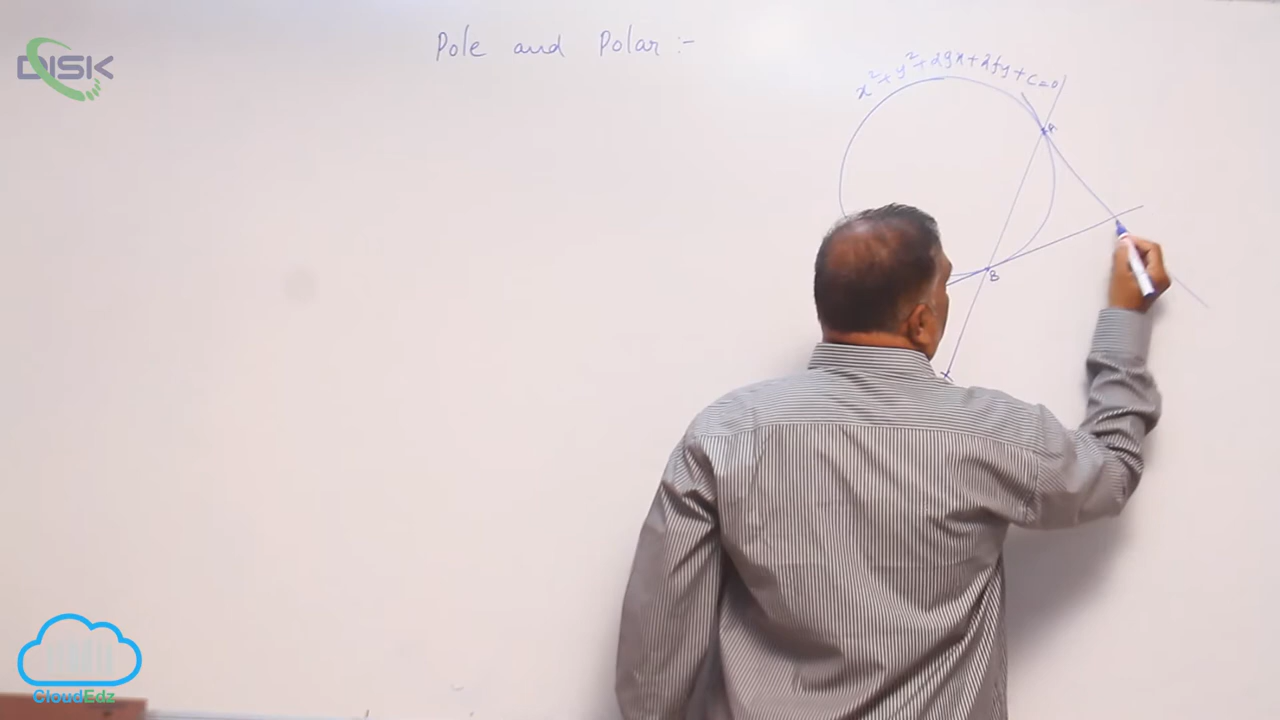 DISK
Pole and Polar :-
x²+y²+2gx+2fy+c=0
A
B
CloudEdz